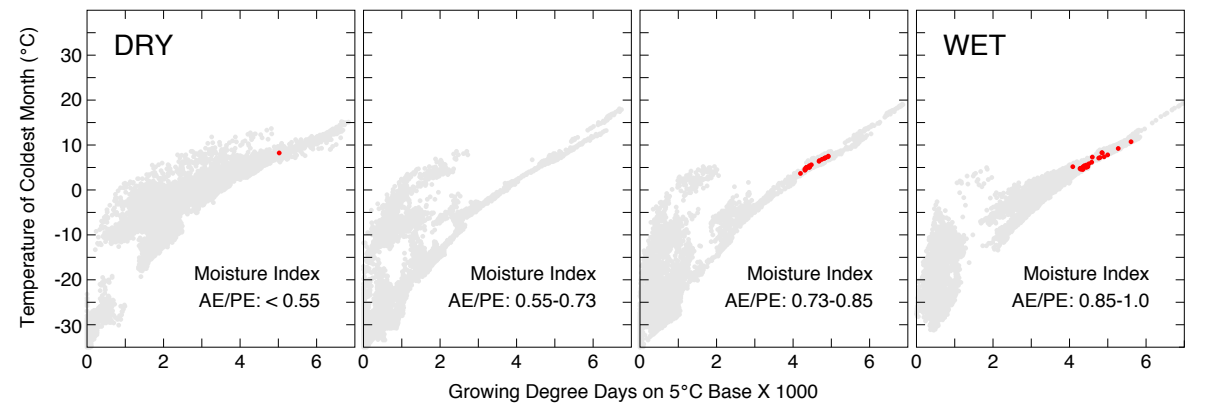 Temperature of Coldest Month (°C)
30
20
10
0
-10
-20
-30
DRY
WET
Moisture Index
AE/PE: < 0.55
Moisture Index
AE/PE: 0.55-0.73
Moisture Index
AE/PE: 0.73-0.85
Moisture Index
AE/PE: 0.85-1.0
0 2 4 6 0 2 4 6 0 2 4 6 0 2 4 6
Growing Degree Days on 5°C Base X 1000